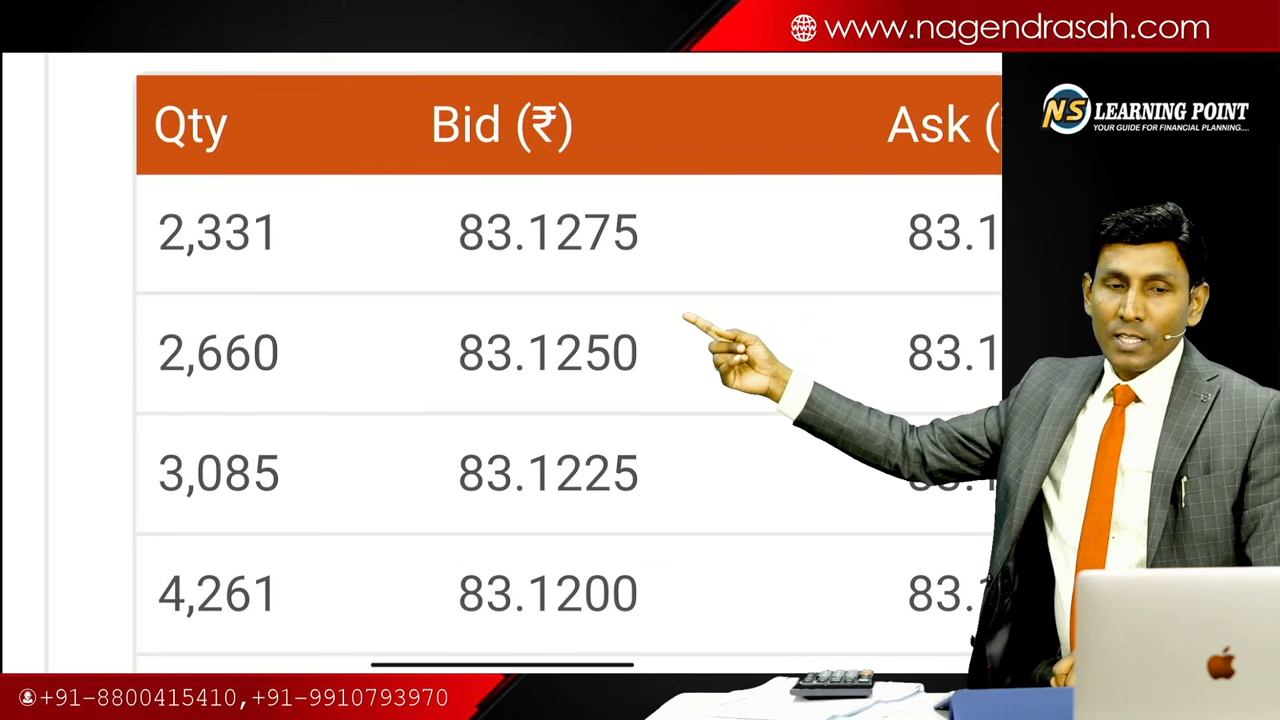 www.nagendrasah.com
NS LEARNING POINT
YOUR GUIDE FOR FINANCIAL PLANNING....
Qty Bid (₹) Ask (
2,331 83.1275 83.1
2,660 83.1250 83.1
3,085 83.1225
4,261 83.1200 83.
+91-8800415410,+91-9910793970